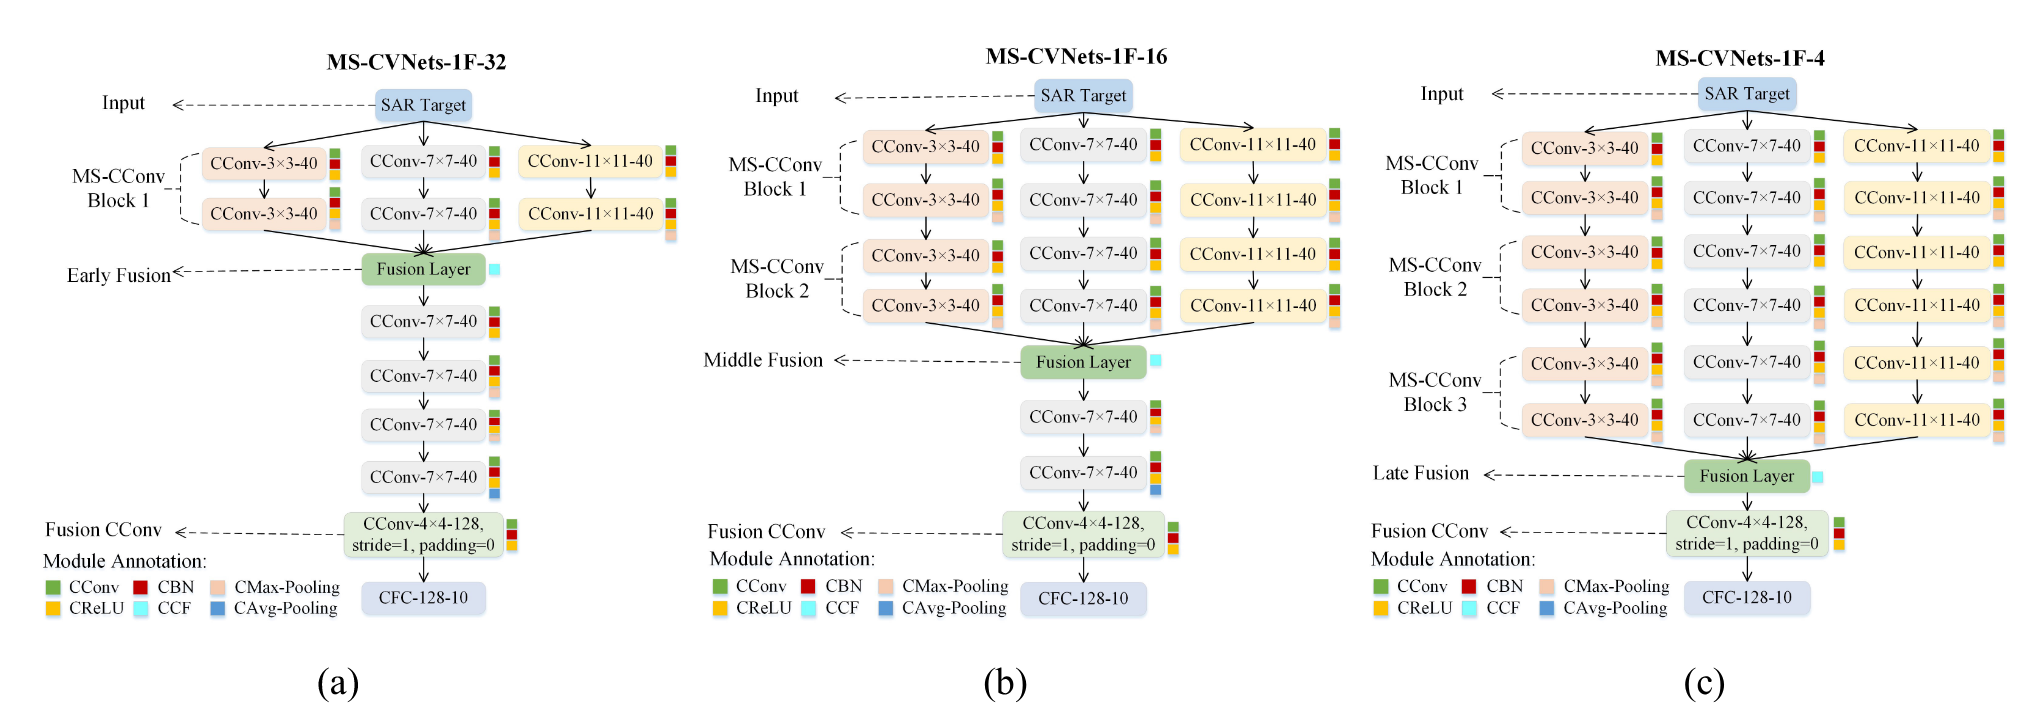 MS-CVNets-1F-32
SAR Target
Input
CConv-3×3-40
CConv-7×7-40
CConv-11×11-40
MS-CConv
Block 1
CConv-3×3-40
CConv-7×7-40
CConv-11×11-40
Early Fusion
Fusion Layer
CConv-7×7-40
CConv-7×7-40
CConv-7×7-40
CConv-7×7-40
Fusion CConv
CConv-4×4-128,
stride=1, padding=0
Module Annotation:
CConv
CBN
CMax-Pooling
CReLU
CCF
CAvg-Pooling
CFC-128-10
(a)
MS-CVNets-1F-16
SAR Target
Input
CConv-3×3-40
CConv-7×7-40
CConv-11×11-40
MS-CConv
Block 1
CConv-3×3-40
CConv-7×7-40
CConv-11×11-40
CConv-3×3-40
CConv-7×7-40
CConv-11×11-40
MS-CConv
Block 2
CConv-3×3-40
CConv-7×7-40
CConv-11×11-40
Middle Fusion
Fusion Layer
CConv-7×7-40
CConv-7×7-40
Fusion CConv
CConv-4×4-128,
stride=1, padding=0
Module Annotation:
CConv
CBN
CMax-Pooling
CReLU
CCF
CAvg-Pooling
CFC-128-10
(b)
MS-CVNets-1F-4
SAR Target
Input
CConv-3×3-40
CConv-7×7-40
CConv-11×11-40
MS-CConv
Block 1
CConv-3×3-40
CConv-7×7-40
CConv-11×11-40
CConv-3×3-40
CConv-7×7-40
CConv-11×11-40
MS-CConv
Block 2
CConv-3×3-40
CConv-7×7-40
CConv-11×11-40
CConv-3×3-40
CConv-7×7-40
CConv-11×11-40
MS-CConv
Block 3
CConv-3×3-40
CConv-7×7-40
CConv-11×11-40
Late Fusion
Fusion Layer
Fusion CConv
CConv-4×4-128,
stride=1, padding=0
Module Annotation:
CConv
CBN
CMax-Pooling
CReLU
CCF
CAvg-Pooling
CFC-128-10
(c)